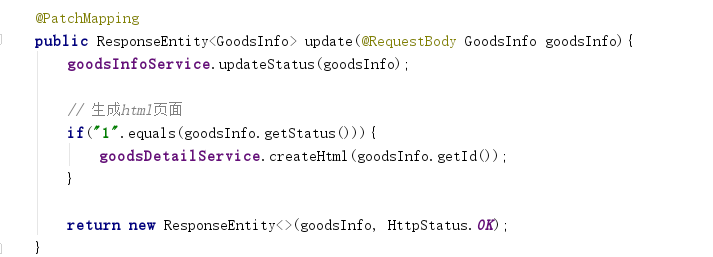 @PatchMapping
public ResponseEntity<GoodsInfo> update(@RequestBody GoodsInfo goodsInfo){
goodsInfoService.updateStatus(goodsInfo);
// 生成html页面
if("1".equals(goodsInfo.getStatus())){
goodsDetailService.createHtml(goodsInfo.getId());
}
return new ResponseEntity<>(goodsInfo, HttpStatus.OK);
}